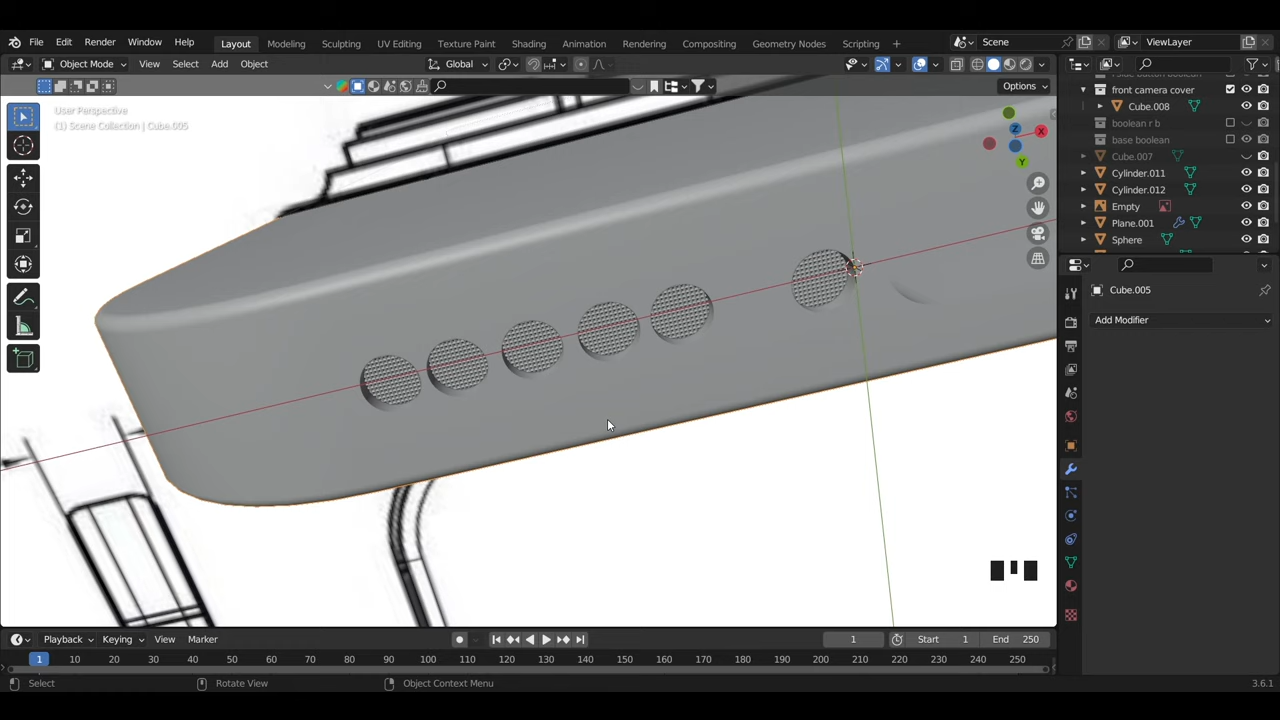 File Edit Render Window Help Layout Modeling Sculpting UV Editing Texture Paint Shading Animation Rendering Compositing Geometry Nodes Scripting Scene ViewLayer
Object Mode View Select Add Object Global
Options
User Perspective
(1) Scene Collection | Cube.005
X
Z
Y
front camera cover
Cube.008
boolean r b
base boolean
Cube.007
Cylinder.011
Cylinder.012
Empty
Plane.001
Sphere
Cube.005
Add Modifier
Playback Keying View Marker 1 Start 1 End 250
1 10 20 30 40 50 60 70 80 90 100 110 120 130 140 150 160 170 180 190 200 210 220 230 240 250
Select Rotate View Object Context Menu 3.6.1